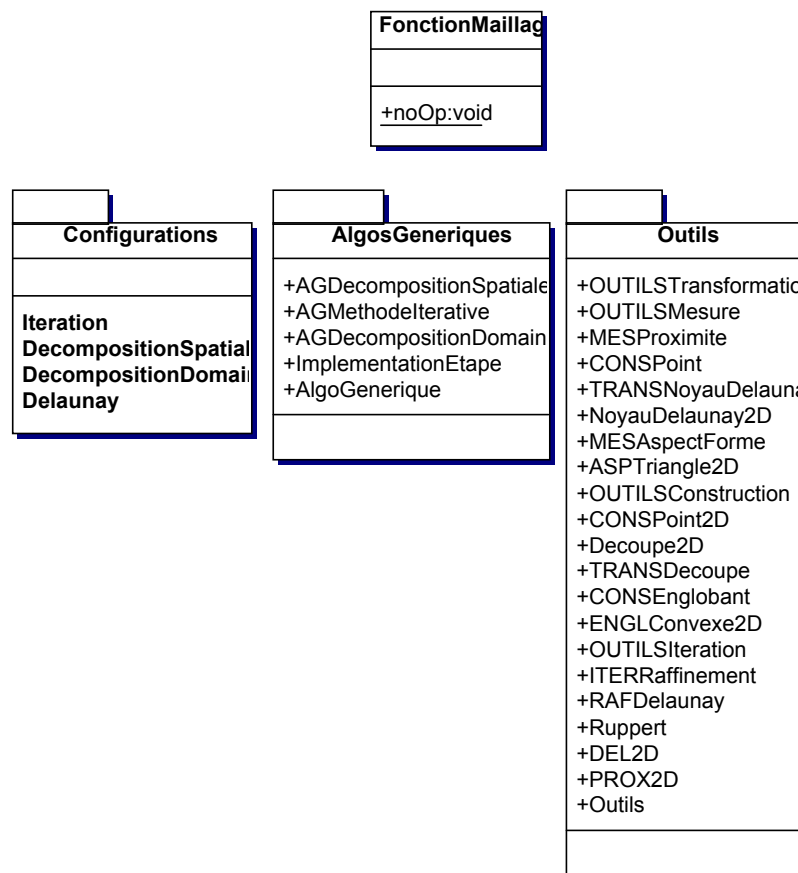 FonctionMaillag
+noOp:void
Configurations
Iteration
DecompositionSpatial
DecompositionDomai
Delaunay
AlgosGeneriques
+AGDecompositionSpatiale
+AGMethodeIterative
+AGDecompositionDomain
+ImplementationEtape
+AlgoGenerique
Outils
+OUTILSTransformatio
+OUTILSMesure
+MESProximite
+CONSPoint
+TRANSNoyauDelauna
+NoyauDelaunay2D
+MESAspectForme
+ASPTriangle2D
+OUTILSConstruction
+CONSPoint2D
+Decoupe2D
+TRANSDecoupe
+CONSEnglobant
+ENGLConvexe2D
+OUTILSIteration
+ITERRaffinement
+RAFDelaunay
+Ruppert
+DEL2D
+PROX2D
+Outils